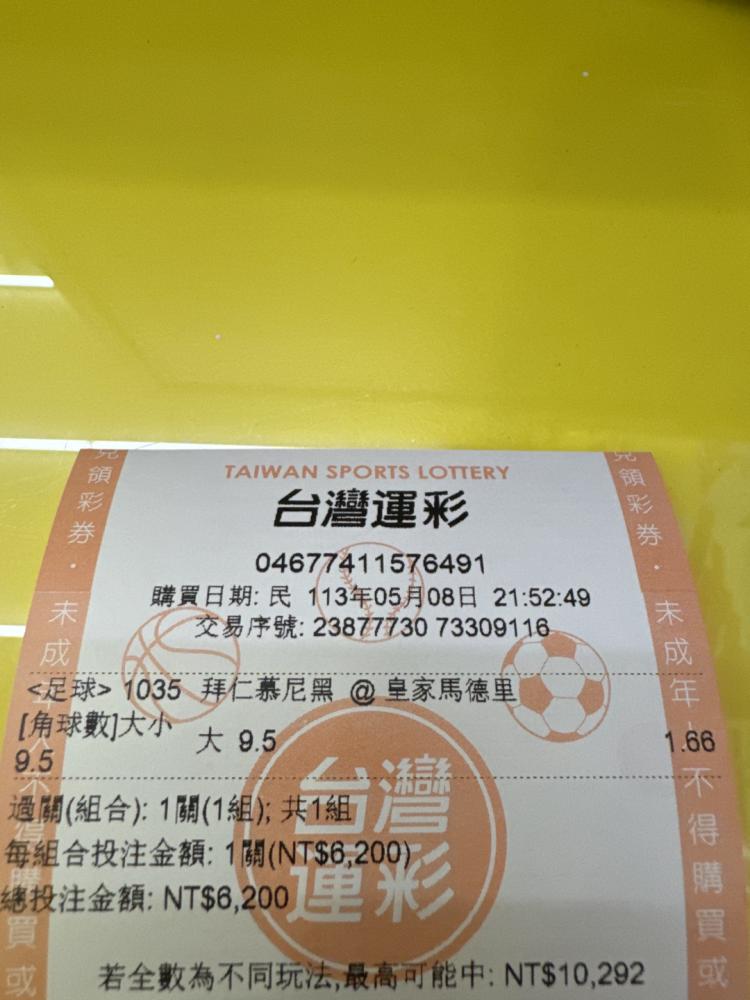 TAIWAN SPORTS LOTTERY
台灣運彩
04677411576491
購買日期: 民 113年05月08日 21:52:49
交易序號: 23877730 73309116
<足球> 1035 拜仁慕尼黑 @ 皇家馬德里
[角球數]大小
9.5
大 9.5
1.66
過關(組合): 1關(1組); 共1組
每組合投注金額: 1關(NT$6,200)
總投注金額: NT$6,200
若全數為不同玩法,最高可能中: NT$10,292
台灣
運彩
領彩券・未成年
不得購買或
領彩券・未成年
不得購買或